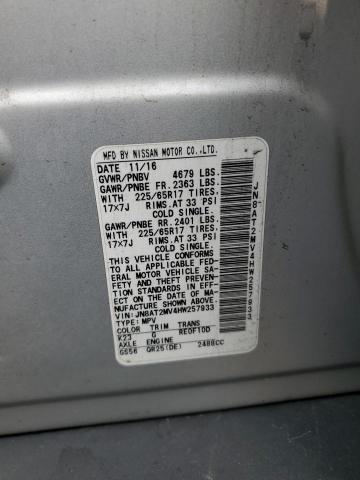 MFD BY NISSAN MOTOR CO.,LTD.
DATE 11/16
GVWR/PNBV 4679 LBS.
GAWR/PNBE FR. 2363 LBS.
WITH 225/65R17 TIRES.
17x7J RIMS.AT 33 PSI
COLD SINGLE.
GAWR/PNBE RR. 2401 LBS.
WITH 225/65R17 TIRES.
17x7J RIMS.AT 33 PSI
COLD SINGLE.
THIS VEHICLE CONFORMS
TO ALL APPLICABLE FED-
ERAL MOTOR VEHICLE SA-
FETY AND THEFT PREVEN-
TION STANDARDS IN EFF-
ECT ON THE DATE OF MA-
NUFACTURE SHOWN ABOVE.
VIN:JN8AT2MV4HW257933
TYPE:MPV
COLOR TRIM TRANS
K23 G RE0F10D
AXLE ENGINE
GS56 QR25(DE) 2488CC
JN8AT2MV4HW257933